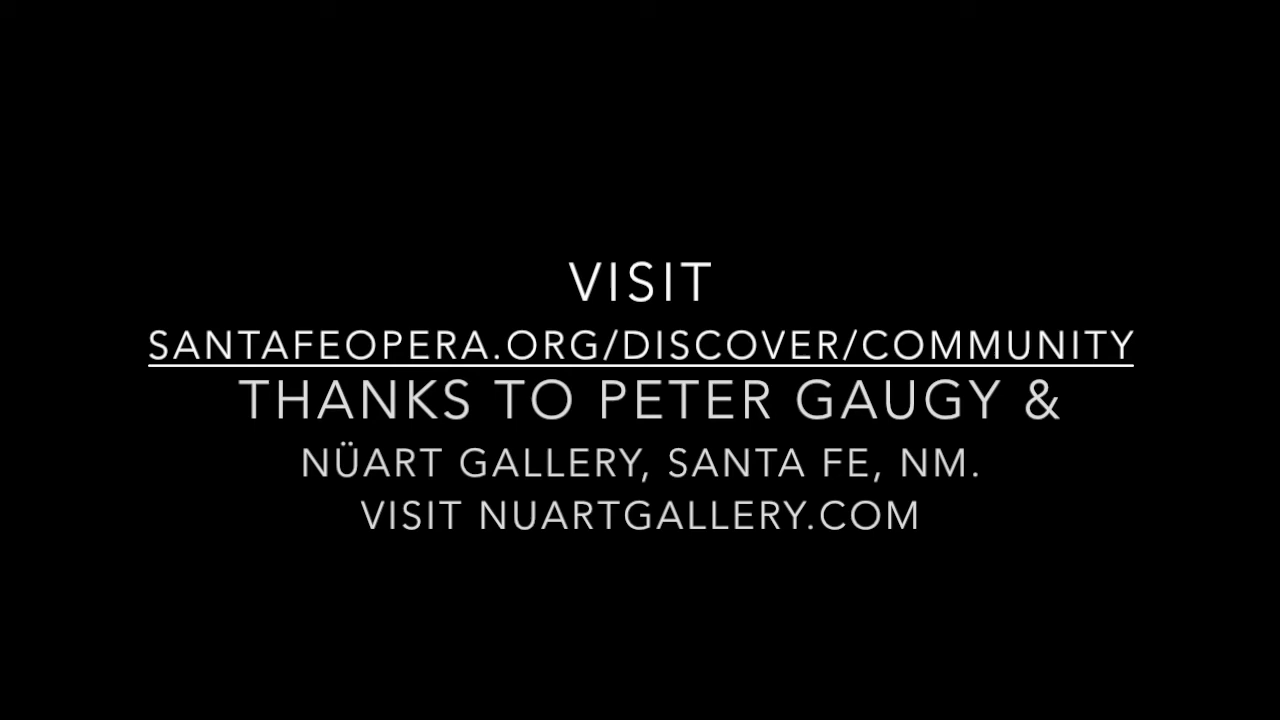 VISIT
SANTAFEOPERA.ORG/DISCOVER/COMMUNITY
THANKS TO PETER GAUGY &
NÜART GALLERY, SANTA FE, NM.
VISIT NUARTGALLERY.COM